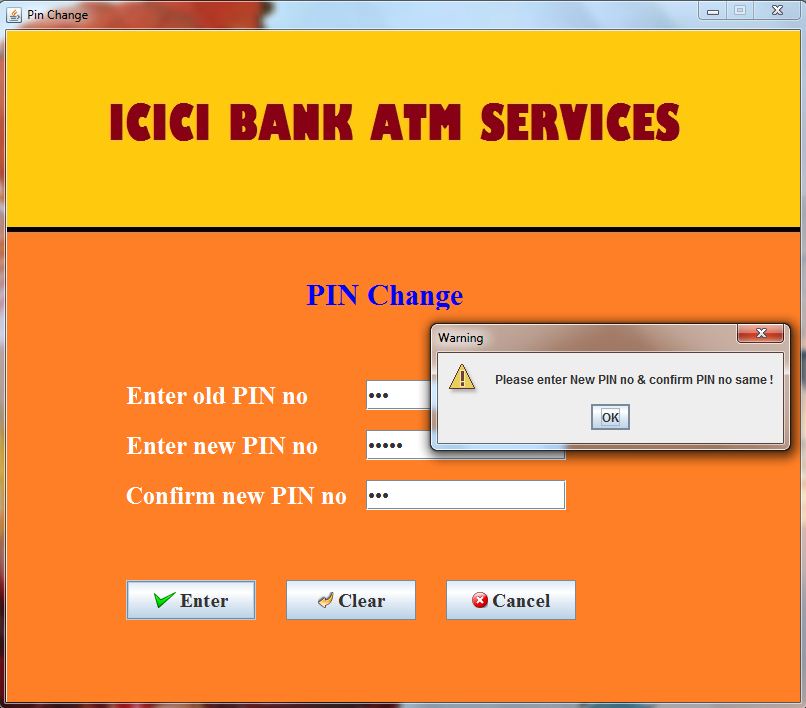 Pin Change
ICICI BANK ATM SERVICES
PIN Change
Warning
Please enter New PIN no & confirm PIN no same !
OK
Enter old PIN no •••
Enter new PIN no •••••
Confirm new PIN no •••
Enter Clear Cancel